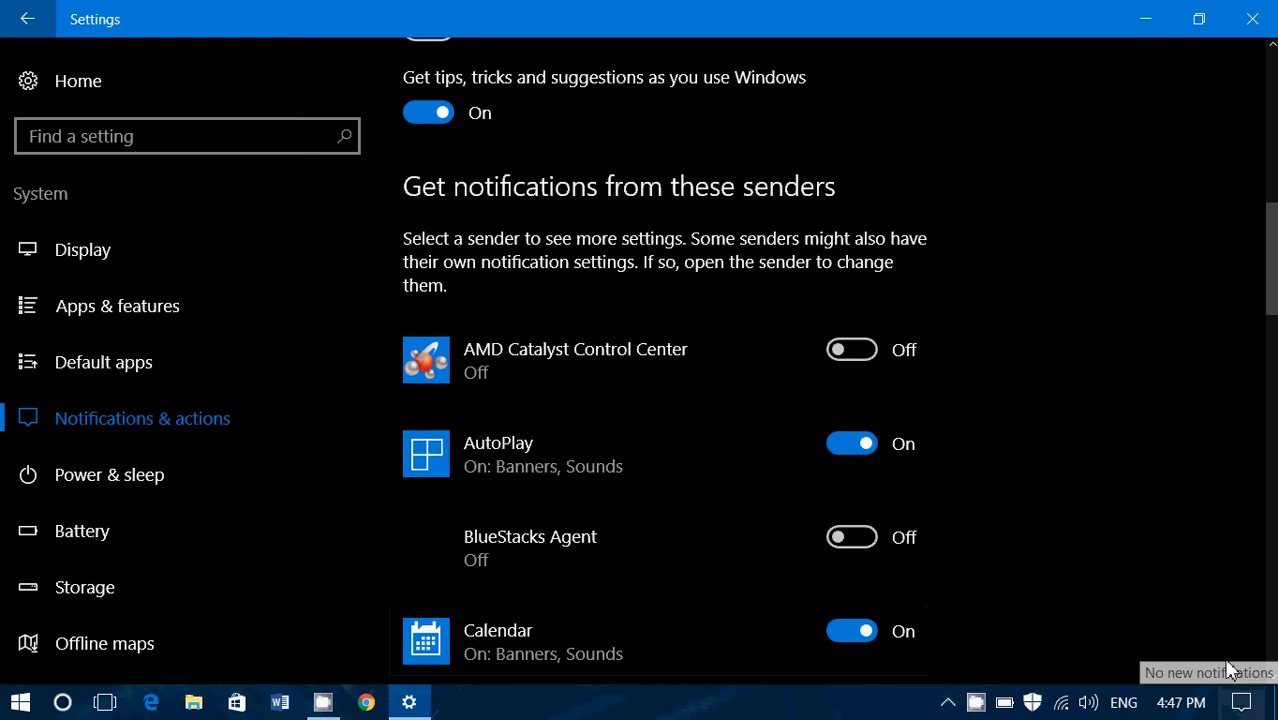 Settings
Home
Find a setting
System
Display
Apps & features
Default apps
Notifications & actions
Power & sleep
Battery
Storage
Offline maps
Get tips, tricks and suggestions as you use Windows
On
Get notifications from these senders
Select a sender to see more settings. Some senders might also have
their own notification settings. If so, open the sender to change
them.
AMD Catalyst Control Center
Off
Off
AutoPlay
On: Banners, Sounds
On
BlueStacks Agent
Off
Off
Calendar
On: Banners, Sounds
On
No new notifications
ENG
4:47 PM